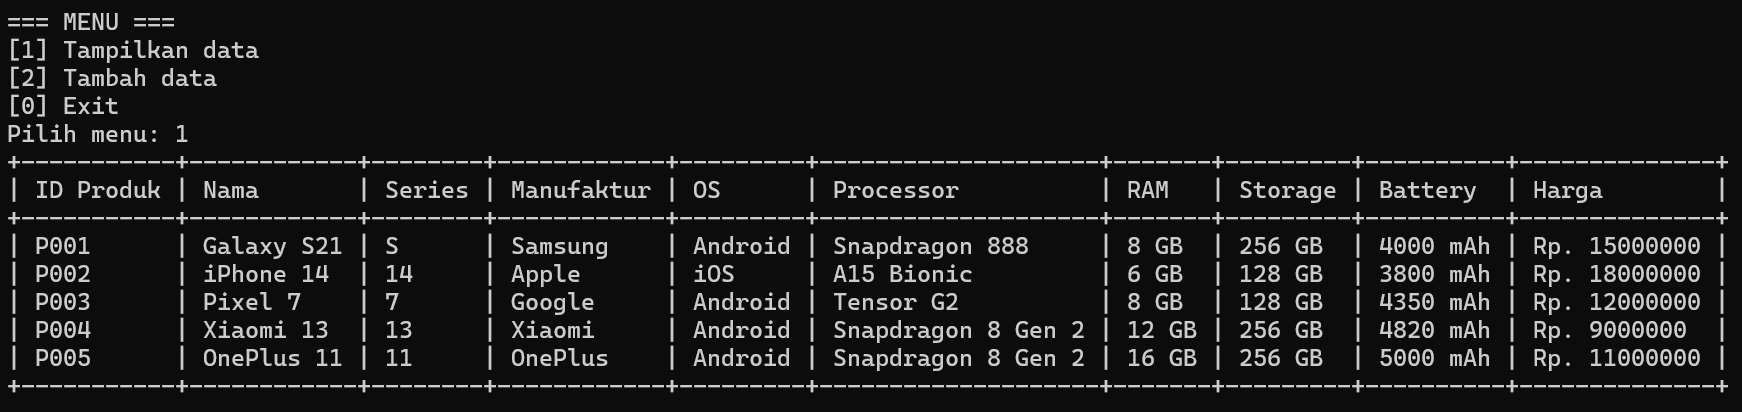 === MENU ===
[1] Tampilkan data
[2] Tambah data
[0] Exit
Pilih menu: 1
+-----------+------------+--------+------------+---------+--------------------+-------+---------+----------+--------------+
| ID Produk | Nama       | Series | Manufaktur | OS      | Processor          | RAM   | Storage | Battery  | Harga        |
+-----------+------------+--------+------------+---------+--------------------+-------+---------+----------+--------------+
| P001      | Galaxy S21 | S      | Samsung    | Android | Snapdragon 888     | 8 GB  | 256 GB  | 4000 mAh | Rp. 15000000 |
| P002      | iPhone 14  | 14     | Apple      | iOS     | A15 Bionic         | 6 GB  | 128 GB  | 3800 mAh | Rp. 18000000 |
| P003      | Pixel 7    | 7      | Google     | Android | Tensor G2          | 8 GB  | 128 GB  | 4350 mAh | Rp. 12000000 |
| P004      | Xiaomi 13  | 13     | Xiaomi     | Android | Snapdragon 8 Gen 2 | 12 GB | 256 GB  | 4820 mAh | Rp. 9000000  |
| P005      | OnePlus 11 | 11     | OnePlus    | Android | Snapdragon 8 Gen 2 | 16 GB | 256 GB  | 5000 mAh | Rp. 11000000 |
+-----------+------------+--------+------------+---------+--------------------+-------+---------+----------+--------------+